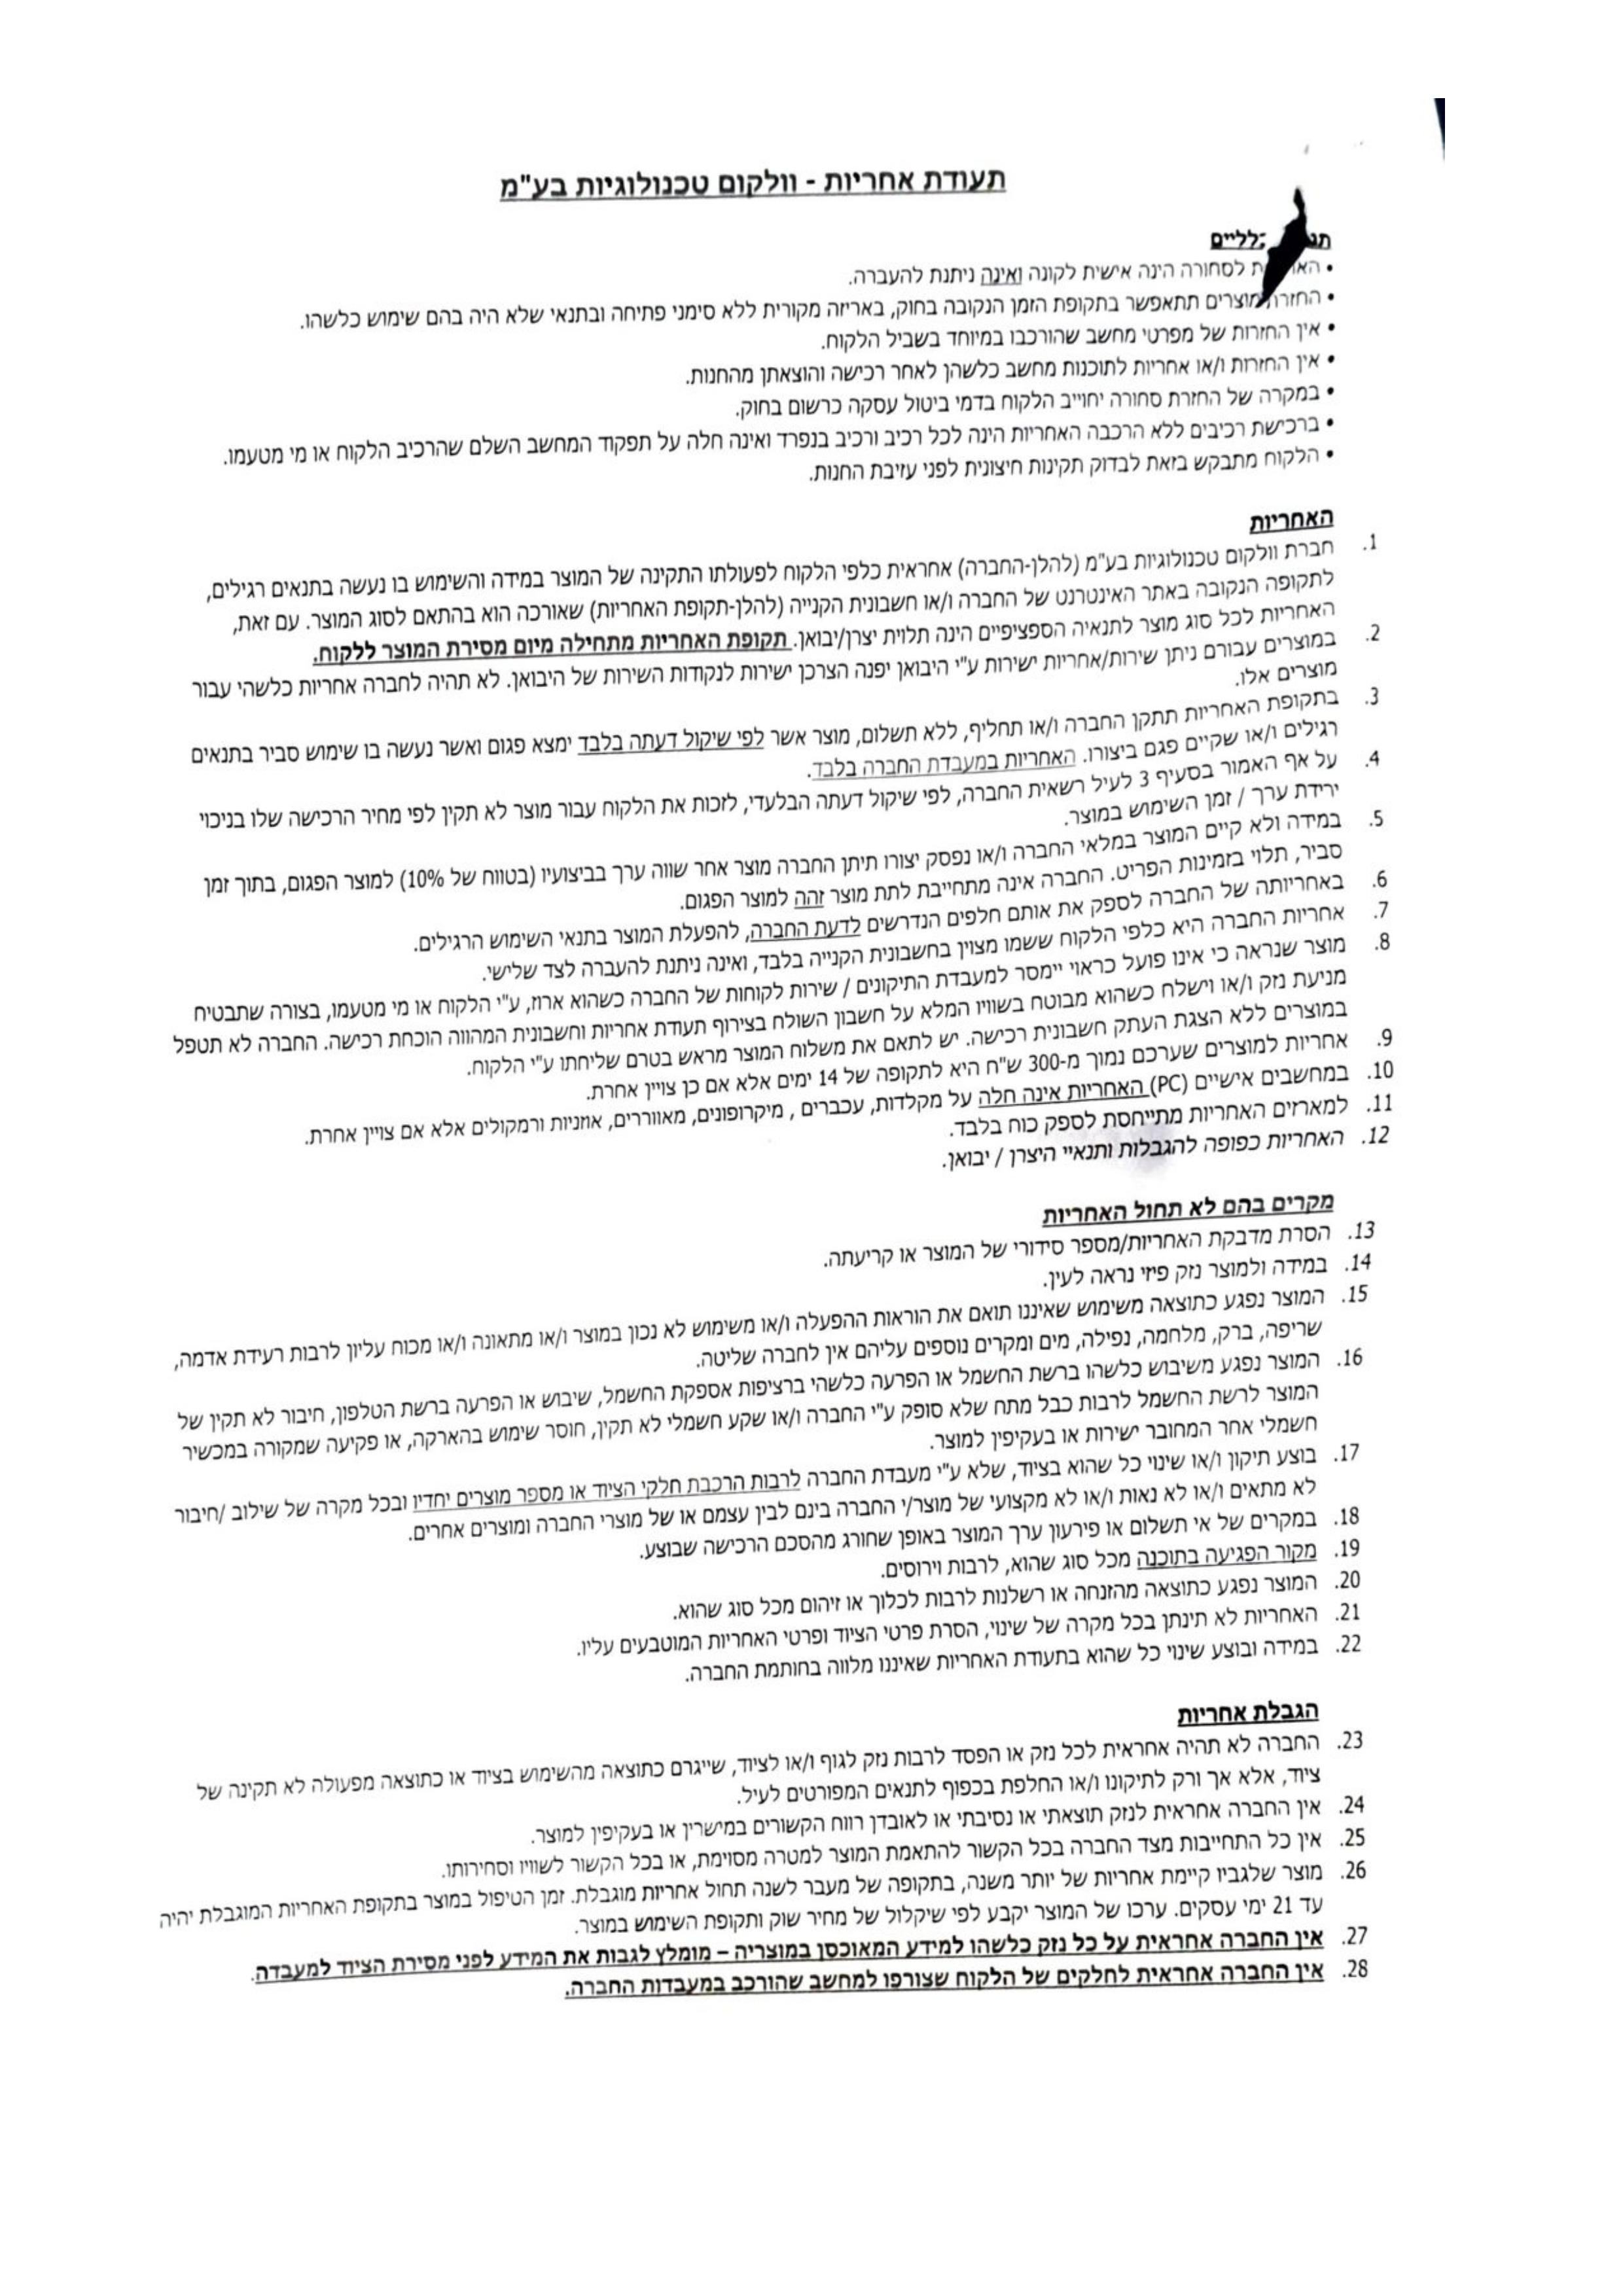 תעודת אחריות - וולקום טכנולוגיות בע"מ
לליים
• לסחורה הינה אישית לקונה ואינה ניתנת להעברה.
• החזרת מוצרים תתאפשר בתקופת הזמן הנקובה בחוק, באריזה מקורית ללא סימני פתיחה ובתנאי שלא היה בהם שימוש כלשהו.
• אין החזרות של מפרטי מחשב שהורכבו במיוחד בשביל הלקוח.
• אין החזרות ו/או אחריות לתוכנות מחשב כלשהן לאחר רכישה והוצאתן מהחנות.
• במקרה של החזרת סחורה יחוייב הלקוח בדמי ביטול עסקה כרשום בחוק.
• ברכישת רכיבים ללא הרכבה האחריות הינה לכל רכיב ורכיב בנפרד ואינה חלה על תפקוד המחשב השלם שהרכיב הלקוח או מי מטעמו.
• הלקוח מתבקש בזאת לבדוק תקינות חיצונית לפני עזיבת החנות.
האחריות
1. חברת וולקום טכנולוגיות בע"מ (להלן-החברה) אחראית כלפי הלקוח לפעולתו התקינה של המוצר במידה והשימוש בו נעשה בתנאים רגילים,
לתקופה הנקובה באתר האינטרנט של החברה ו/או חשבונית הקנייה (להלן-תקופת האחריות) שאורכה הוא בהתאם לסוג המוצר. עם זאת,
האחריות לכל סוג מוצר לתנאיה הספציפיים הינה תלוית יצרן/יבואן. תקופת האחריות מתחילה מיום מסירת המוצר ללקוח.
2. במוצרים עבורם ניתן שירות/אחריות ישירות ע"י היבואן יפנה הצרכן ישירות לנקודות השירות של היבואן. לא תהיה לחברה אחריות כלשהי עבור
מוצרים אלו.
3. בתקופת האחריות תתקן החברה ו/או תחליף, ללא תשלום, מוצר אשר לפי שיקול דעתה בלבד ימצא פגום ואשר נעשה בו שימוש סביר בתנאים
רגילים ו/או שקיים פגם ביצורו. האחריות במעבדת החברה בלבד.
4. על אף האמור בסעיף 3 לעיל רשאית החברה, לפי שיקול דעתה הבלעדי, לזכות את הלקוח עבור מוצר לא תקין לפי מחיר הרכישה שלו בניכוי
ירידת ערך / זמן השימוש במוצר.
5. במידה ולא קיים המוצר במלאי החברה ו/או נפסק יצורו תיתן החברה מוצר אחר שווה ערך בביצועיו (בטווח של 10%) למוצר הפגום, בתוך זמן
סביר, תלוי בזמינות הפריט. החברה אינה מתחייבת לתת מוצר זהה למוצר הפגום.
6. באחריותה של החברה לספק את אותם חלפים הנדרשים לדעת החברה, להפעלת המוצר בתנאי השימוש הרגילים.
7. אחריות החברה היא כלפי הלקוח ששמו מצוין בחשבונית הקנייה בלבד, ואינה ניתנת להעברה לצד שלישי.
8. מוצר שנראה כי אינו פועל כראוי יימסר למעבדת התיקונים / שירות לקוחות של החברה כשהוא ארוז, ע"י הלקוח או מי מטעמו, בצורה שתבטיח
מניעת נזק ו/או וישלח כשהוא מבוטח בשוויו המלא על חשבון השולח בצירוף תעודת אחריות וחשבונית המהווה הוכחת רכישה. החברה לא תטפל
במוצרים ללא הצגת העתק חשבונית רכישה. יש לתאם את משלוח המוצר מראש בטרם שליחתו ע"י הלקוח.
9. אחריות למוצרים שערכם נמוך מ-300 ש"ח היא לתקופה של 14 ימים אלא אם כן צויין אחרת.
10. במחשבים אישיים (PC) האחריות אינה חלה על מקלדות, עכברים , מיקרופונים, מאווררים, אוזניות ורמקולים אלא אם צויין אחרת.
11. למארזים האחריות מתייחסת לספק כוח בלבד.
12. האחריות כפופה להגבלות ותנאיי היצרן / יבואן.
מקרים בהם לא תחול האחריות
13. הסרת מדבקת האחריות/מספר סידורי של המוצר או קריעתה.
14. במידה ולמוצר נזק פיזי נראה לעין.
15. המוצר נפגע כתוצאה משימוש שאיננו תואם את הוראות ההפעלה ו/או משימוש לא נכון במוצר ו/או מתאונה ו/או מכוח עליון לרבות רעידת אדמה,
שריפה, ברק, מלחמה, נפילה, מים ומקרים נוספים עליהם אין לחברה שליטה.
16. המוצר נפגע משיבוש כלשהו ברשת החשמל או הפרעה כלשהי ברציפות אספקת החשמל, שיבוש או הפרעה ברשת הטלפון, חיבור לא תקין של
המוצר לרשת החשמל לרבות כבל מתח שלא סופק ע"י החברה ו/או שקע חשמלי לא תקין, חוסר שימוש בהארקה, או פקיעה שמקורה במכשיר
חשמלי אחר המחובר ישירות או בעקיפין למוצר.
17. בוצע תיקון ו/או שינוי כל שהוא בציוד, שלא ע"י מעבדת החברה לרבות הרכבת חלקי הציוד או מספר מוצרים יחדיו ובכל מקרה של שילוב /חיבור
לא מתאים ו/או לא נאות ו/או לא מקצועי של מוצר/י החברה בינם לבין עצמם או של מוצרי החברה ומוצרים אחרים.
18. במקרים של אי תשלום או פירעון ערך המוצר באופן שחורג מהסכם הרכישה שבוצע.
19. מקור הפגיעה בתוכנה מכל סוג שהוא, לרבות וירוסים.
20. המוצר נפגע כתוצאה מהזנחה או רשלנות לרבות לכלוך או זיהום מכל סוג שהוא.
21. האחריות לא תינתן בכל מקרה של שינוי, הסרת פרטי הציוד ופרטי האחריות המוטבעים עליו.
22. במידה ובוצע שינוי כל שהוא בתעודת האחריות שאיננו מלווה בחותמת החברה.
הגבלת אחריות
23. החברה לא תהיה אחראית לכל נזק או הפסד לרבות נזק לגוף ו/או לציוד, שייגרם כתוצאה מהשימוש בציוד או כתוצאה מפעולה לא תקינה של
ציוד, אלא אך ורק לתיקונו ו/או החלפת בכפוף לתנאים המפורטים לעיל.
24. אין החברה אחראית לנזק תוצאתי או נסיבתי או לאובדן רווח הקשורים במישרין או בעקיפין למוצר.
25. אין כל התחייבות מצד החברה בכל הקשור להתאמת המוצר למטרה מסוימת, או בכל הקשור לשוויו וסחירותו.
26. מוצר שלגביו קיימת אחריות של יותר משנה, בתקופה של מעבר לשנה תחול אחריות מוגבלת. זמן הטיפול במוצר בתקופת האחריות המוגבלת יהיה
עד 21 ימי עסקים. ערכו של המוצר יקבע לפי שיקלול של מחיר שוק ותקופת השימוש במוצר.
27. אין החברה אחראית על כל נזק כלשהו למידע המאוכסן במוצריה – מומלץ לגבות את המידע לפני מסירת הציוד למעבדה.
28. אין החברה אחראית לחלקים של הלקוח שצורפו למחשב שהורכב במעבדות החברה.